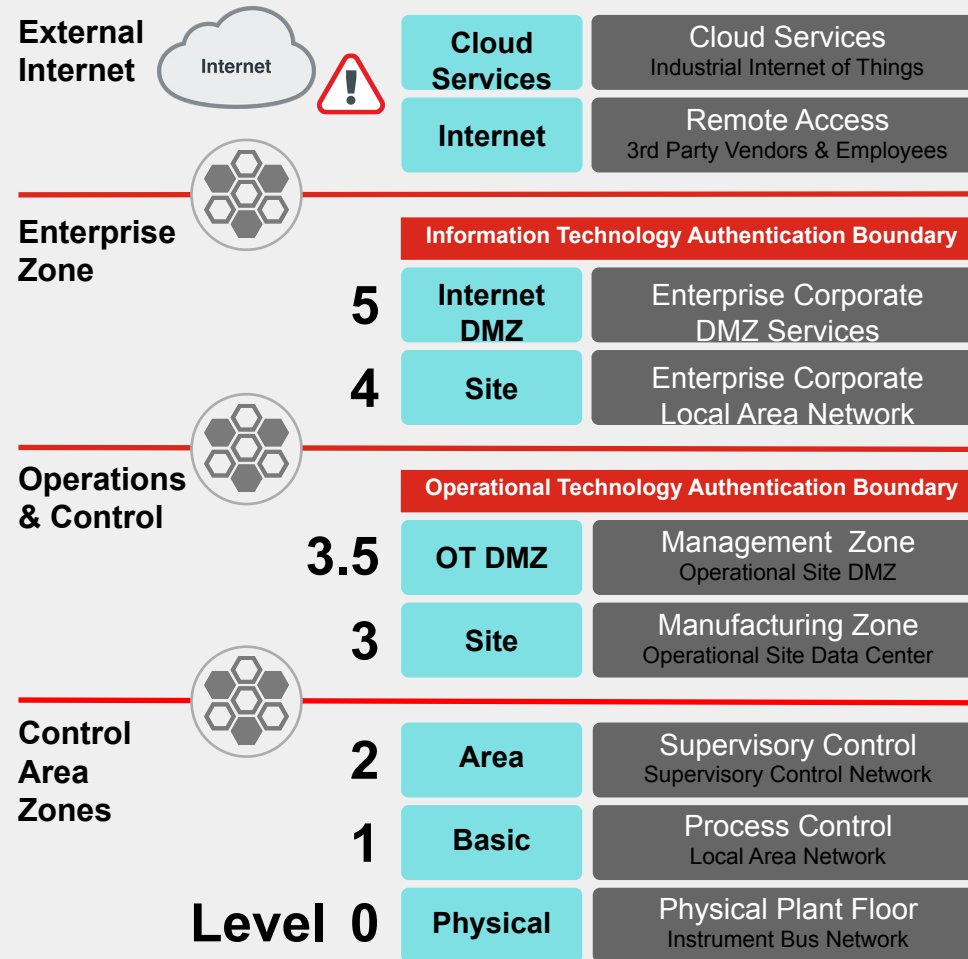 External
Internet
Internet
Cloud
Services
Cloud Services
Industrial Internet of Things
Internet
Remote Access
3rd Party Vendors & Employees
Enterprise
Zone
Information Technology Authentication Boundary
5
Internet
DMZ
Enterprise Corporate
DMZ Services
4
Site
Enterprise Corporate
Local Area Network
Operations
& Control
Operational Technology Authentication Boundary
3.5
OT DMZ
Management Zone
Operational Site DMZ
3
Site
Manufacturing Zone
Operational Site Data Center
Control
Area
Zones
2
Area
Supervisory Control
Supervisory Control Network
1
Basic
Process Control
Local Area Network
Level 0
Physical
Physical Plant Floor
Instrument Bus Network